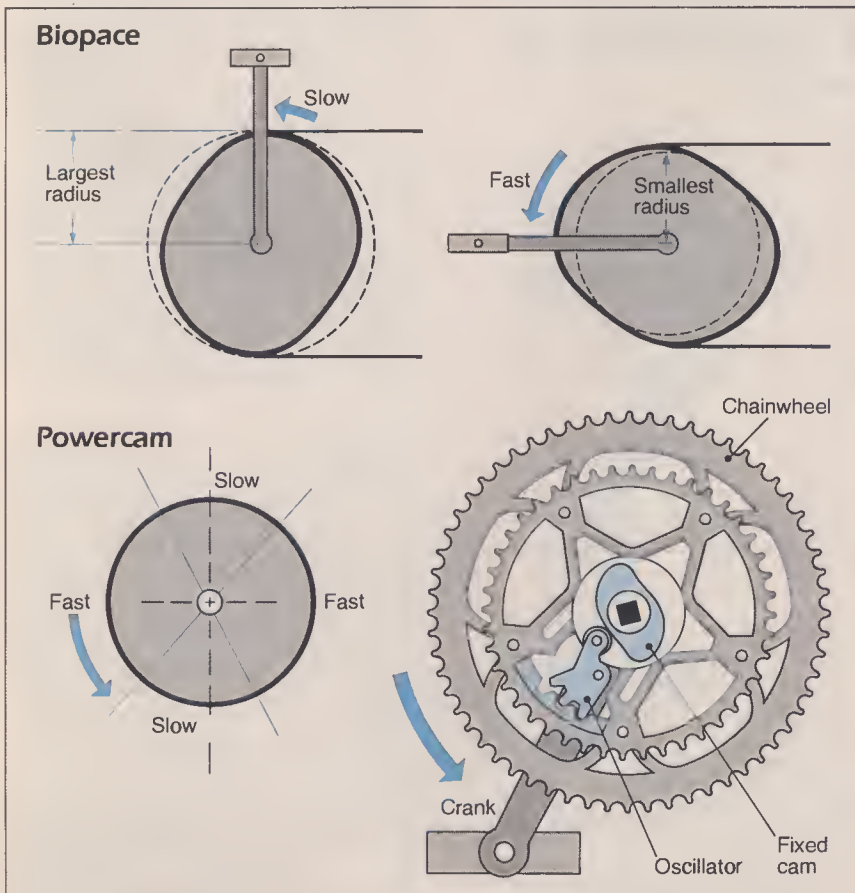 Biopace
Slow
Largest
radius
Fast
Smallest
radius
Powercam
Slow
Fast
Fast
Slow
Chainwheel
Crank
Oscillator
Fixed
cam